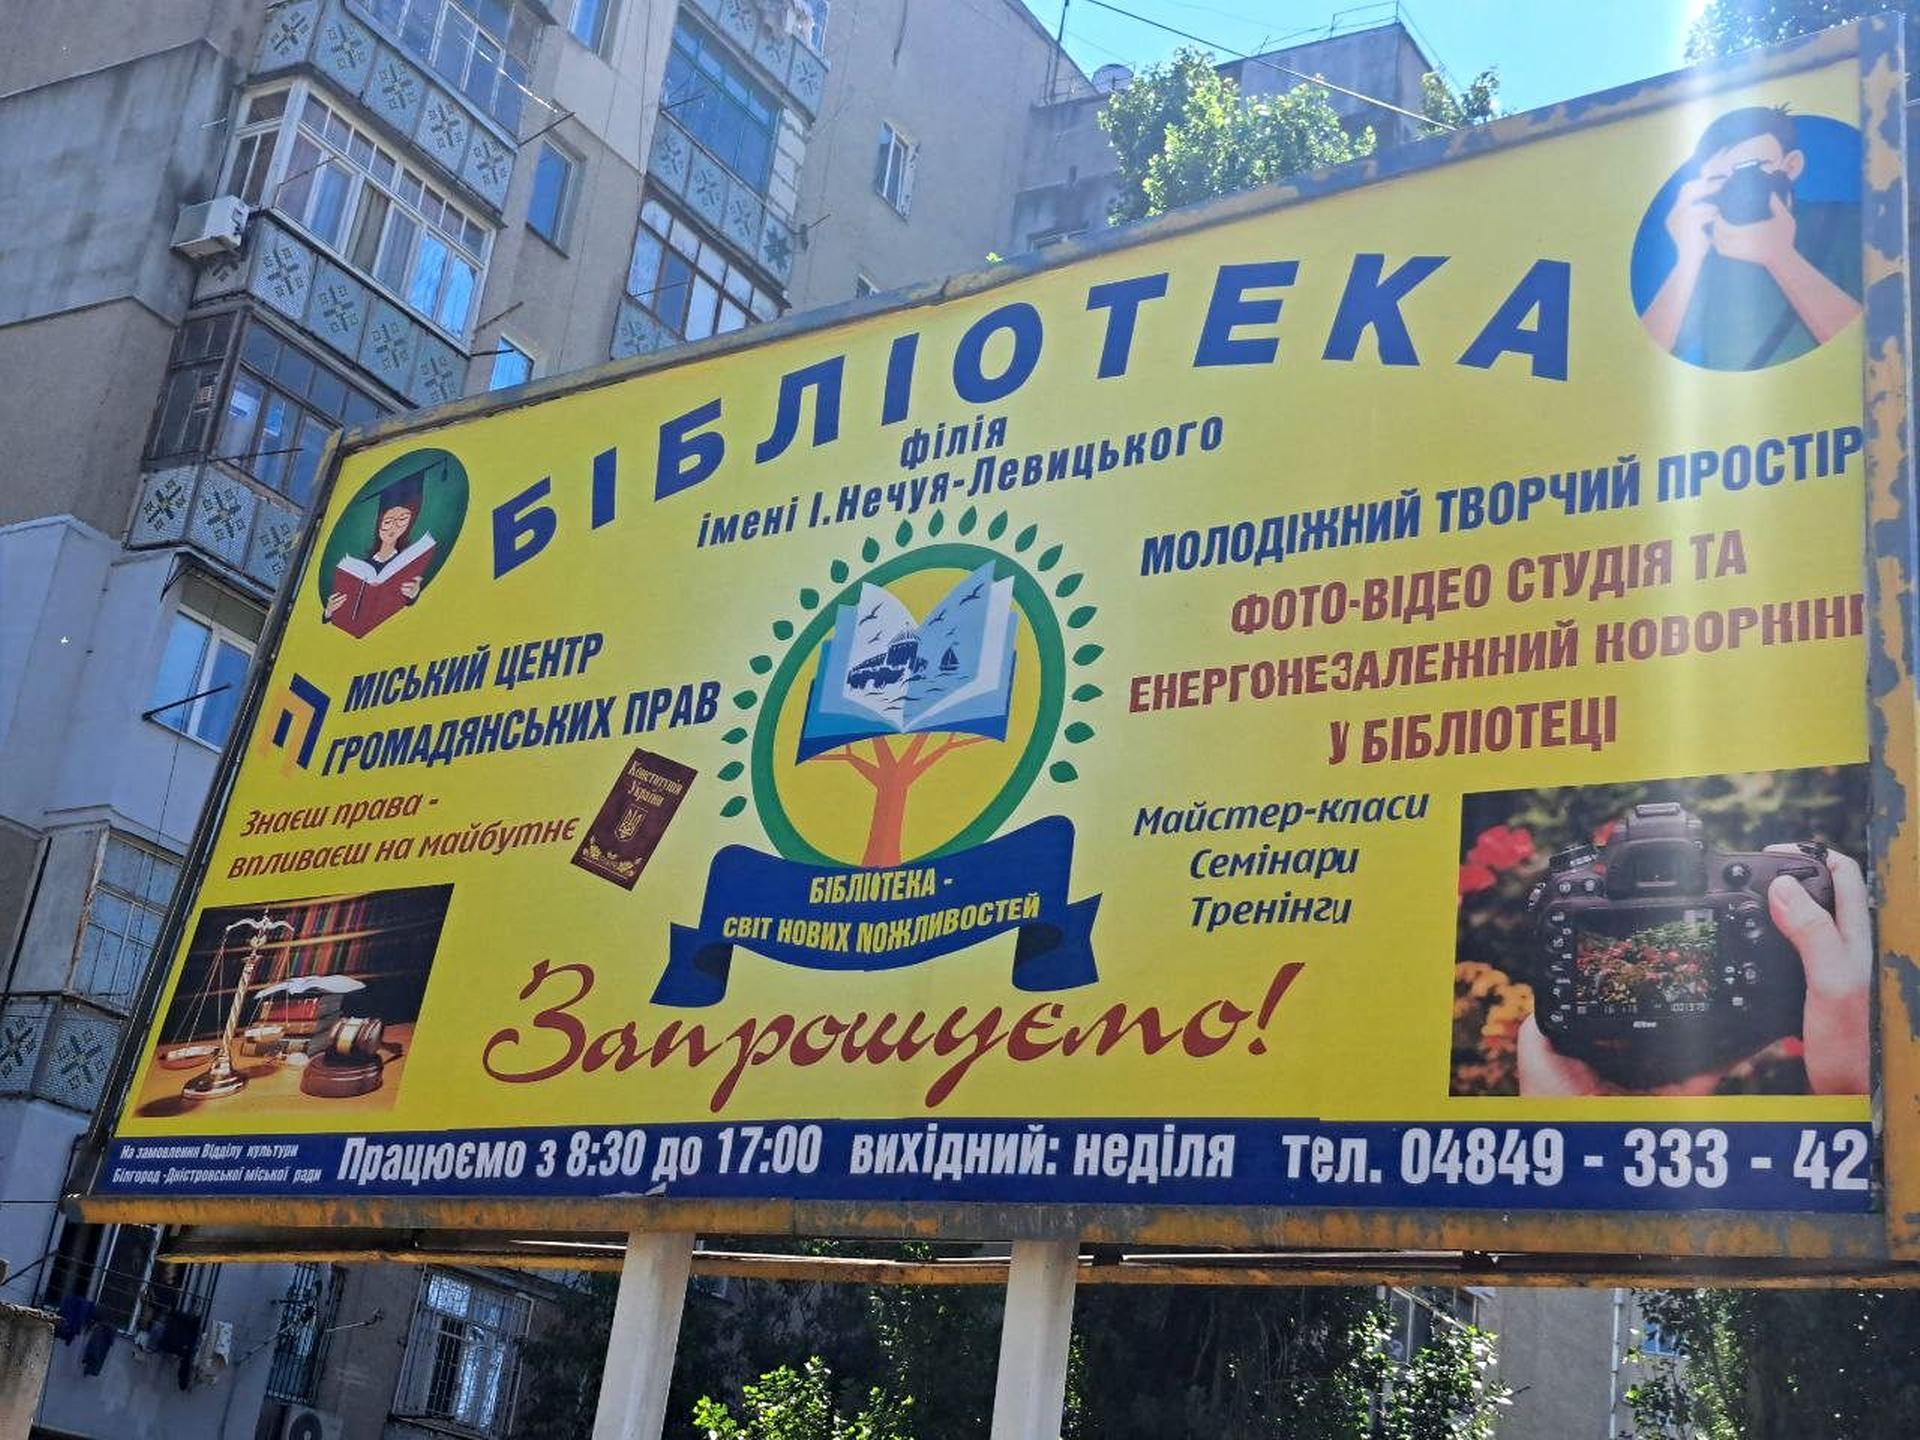 БІБЛІОТЕКА
філія
імені І.Нечуя-Левицького
МІСЬКИЙ ЦЕНТР
ГРОМАДЯНСЬКИХ ПРАВ
Знаєш права -
впливаєш на майбутнє
Конституція
України
МОЛОДІЖНИЙ ТВОРЧИЙ ПРОСТІР
ФОТО-ВІДЕО СТУДІЯ ТА
ЕНЕРГОНЕЗАЛЕЖНИЙ КОВОРКІНГ
У БІБЛІОТЕЦІ
Майстер-класи
Семінари
Тренінги
БІБЛІОТЕКА -
СВІТ НОВИХ МОЖЛИВОСТЕЙ
Запрошуємо!
На замовлення Відділу культури
Білгород -Дністровської міської ради
Працюємо з 8:30 до 17:00 вихідний: неділя тел. 04849 - 333 - 42